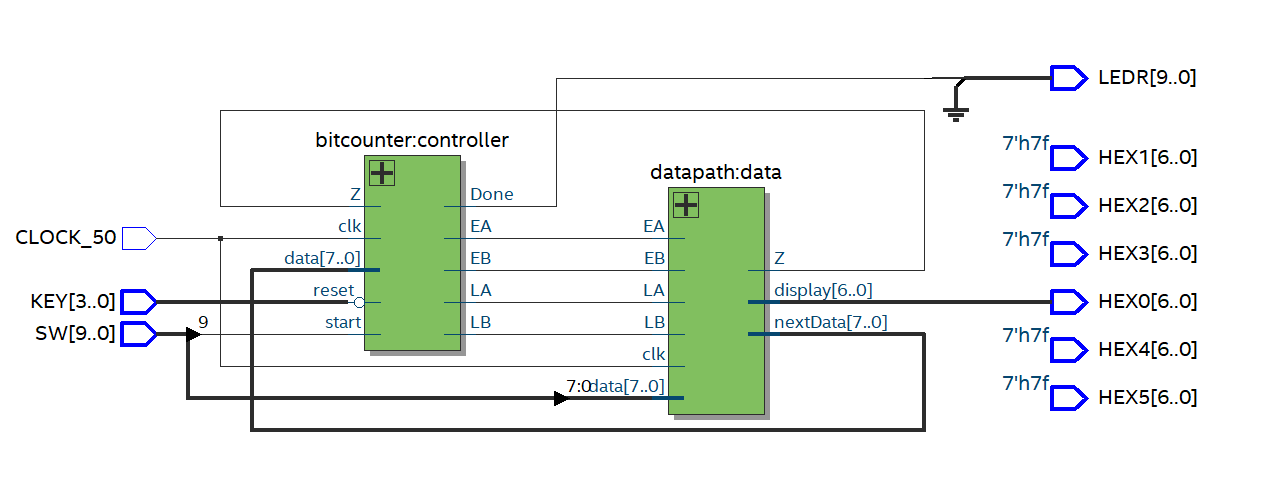 LEDR[9..0]
bitcounter:controller
7'h7f HEX1[6..0]
datapath:data
Z Done
7'h7f HEX2[6..0]
CLOCK_50 clk EA EA
7'h7f HEX3[6..0]
data[7..0] EB EB Z
KEY[3..0] reset LA LA display[6..0] HEX0[6..0]
SW[9..0] 9 start LB LB nextData[7..0]
7'h7f HEX4[6..0]
clk
7:0 data[7..0]
7'h7f HEX5[6..0]